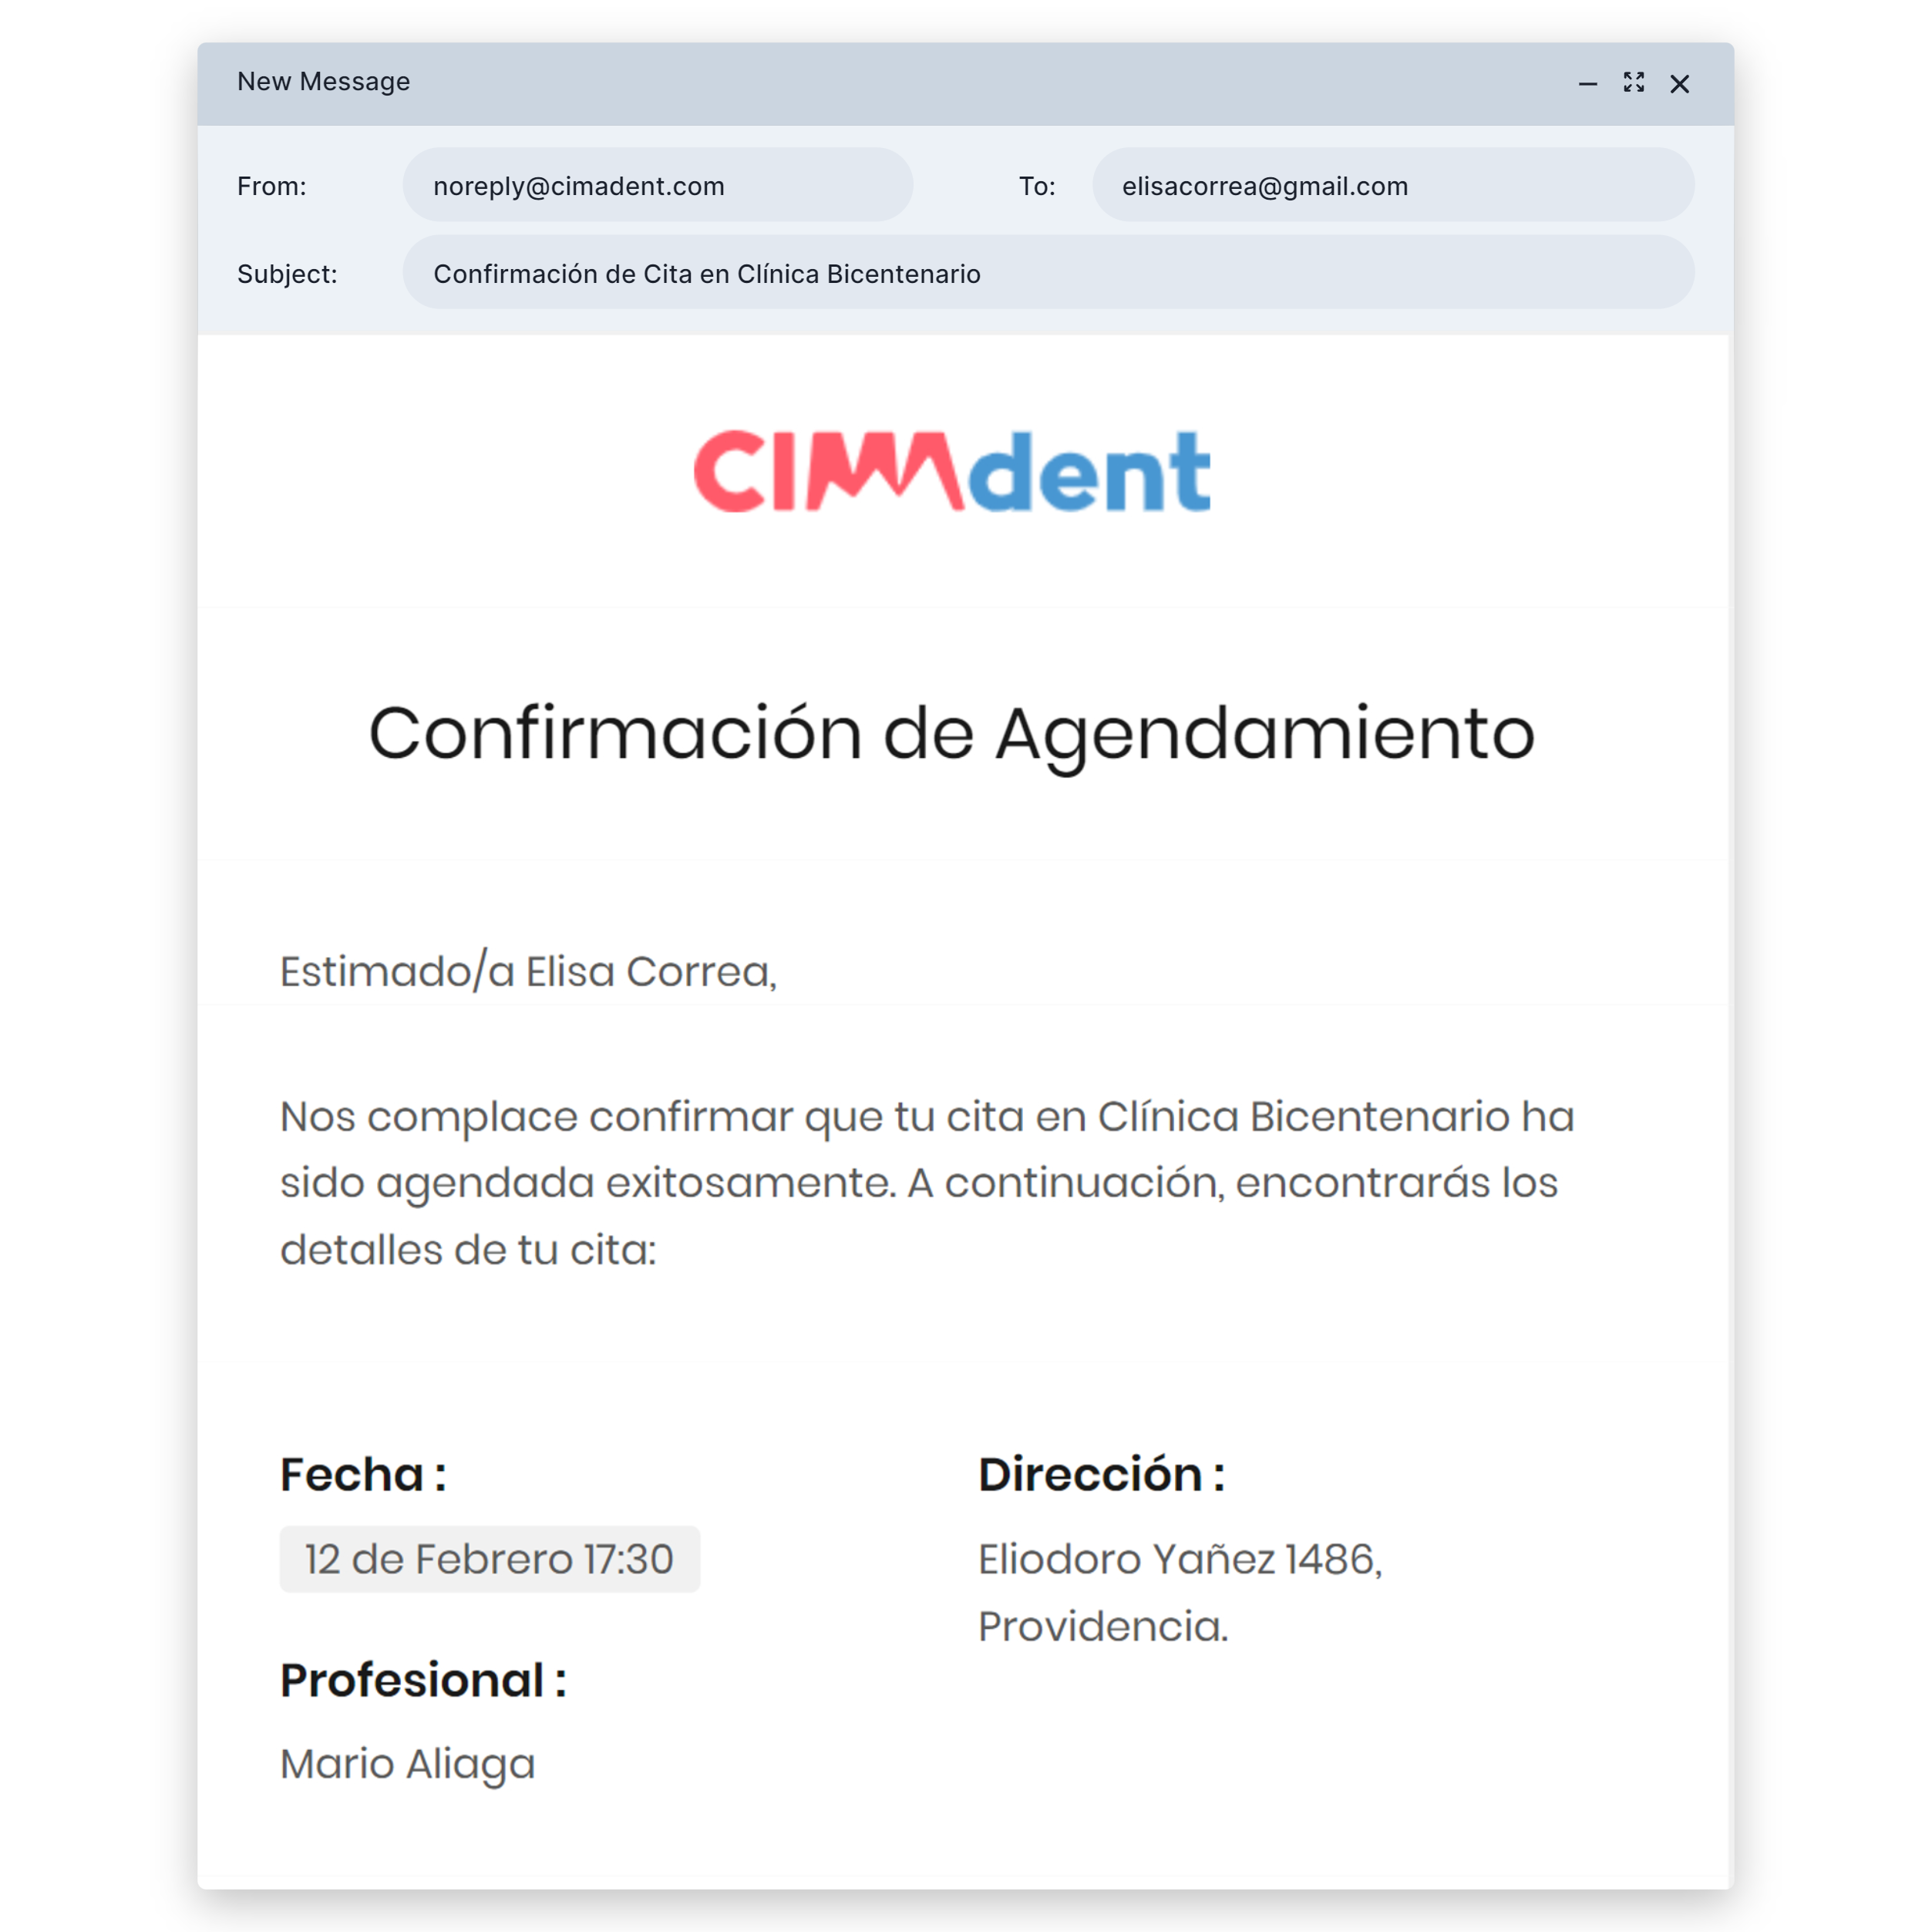 New Message
From: noreply@cimadent.com To: elisacorrea@gmail.com
Subject: Confirmación de Cita en Clínica Bicentenario
CIMAdent
Confirmación de Agendamiento
Estimado/a Elisa Correa,
Nos complace confirmar que tu cita en Clínica Bicentenario ha
sido agendada exitosamente. A continuación, encontrarás los
detalles de tu cita:
Fecha :
12 de Febrero 17:30
Profesional :
Mario Aliaga
Dirección :
Eliodoro Yañez 1486,
Providencia.